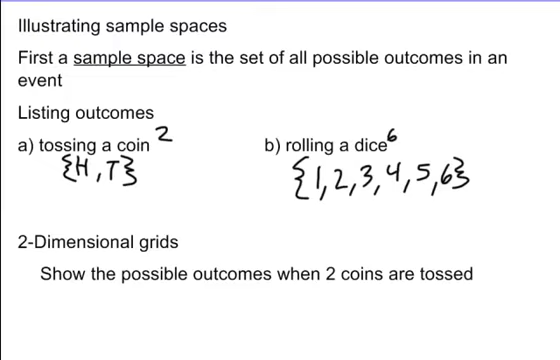 Illustrating sample spaces
First a sample space is the set of all possible outcomes in an
event
Listing outcomes
a) tossing a coin 2 b) rolling a dice 6
{H, T} {1, 2, 3, 4, 5, 6}
2-Dimensional grids
Show the possible outcomes when 2 coins are tossed